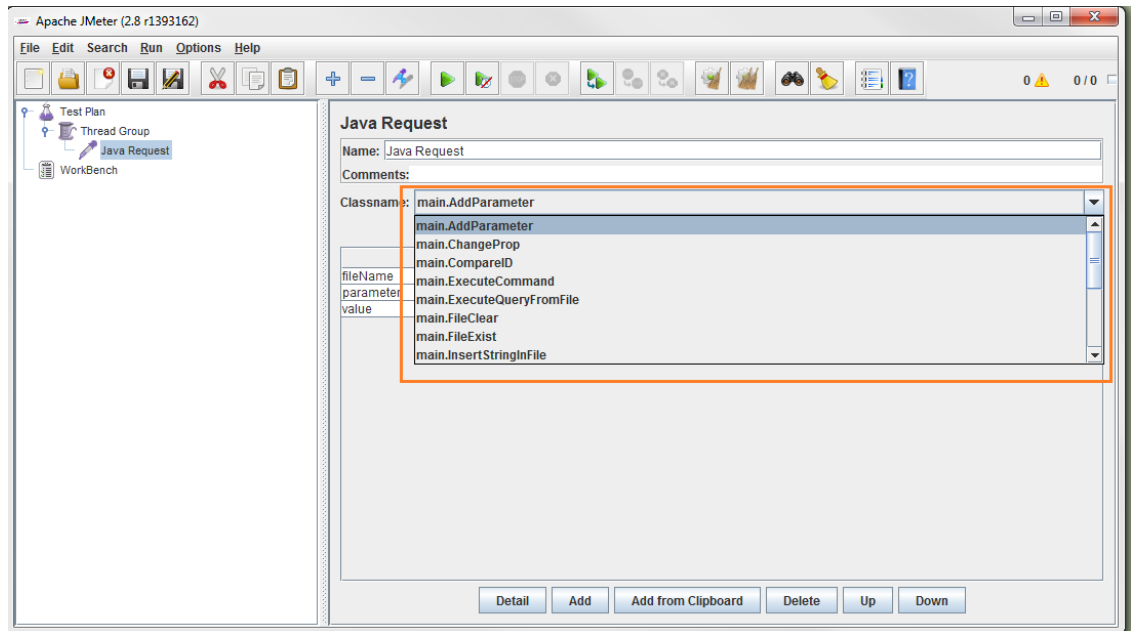 Apache JMeter (2.8 r1393162)
File Edit Search Run Options Help
0 0 / 0
Test Plan
Thread Group
Java Request
WorkBench
Java Request
Name: Java Request
Comments:
Classname: main.AddParameter
main.AddParameter
main.ChangeProp
main.CompareID
main.ExecuteCommand
main.ExecuteQueryFromFile
main.FileClear
main.FileExist
main.InsertStringInFile
fileName
parameter
value
Detail Add Add from Clipboard Delete Up Down